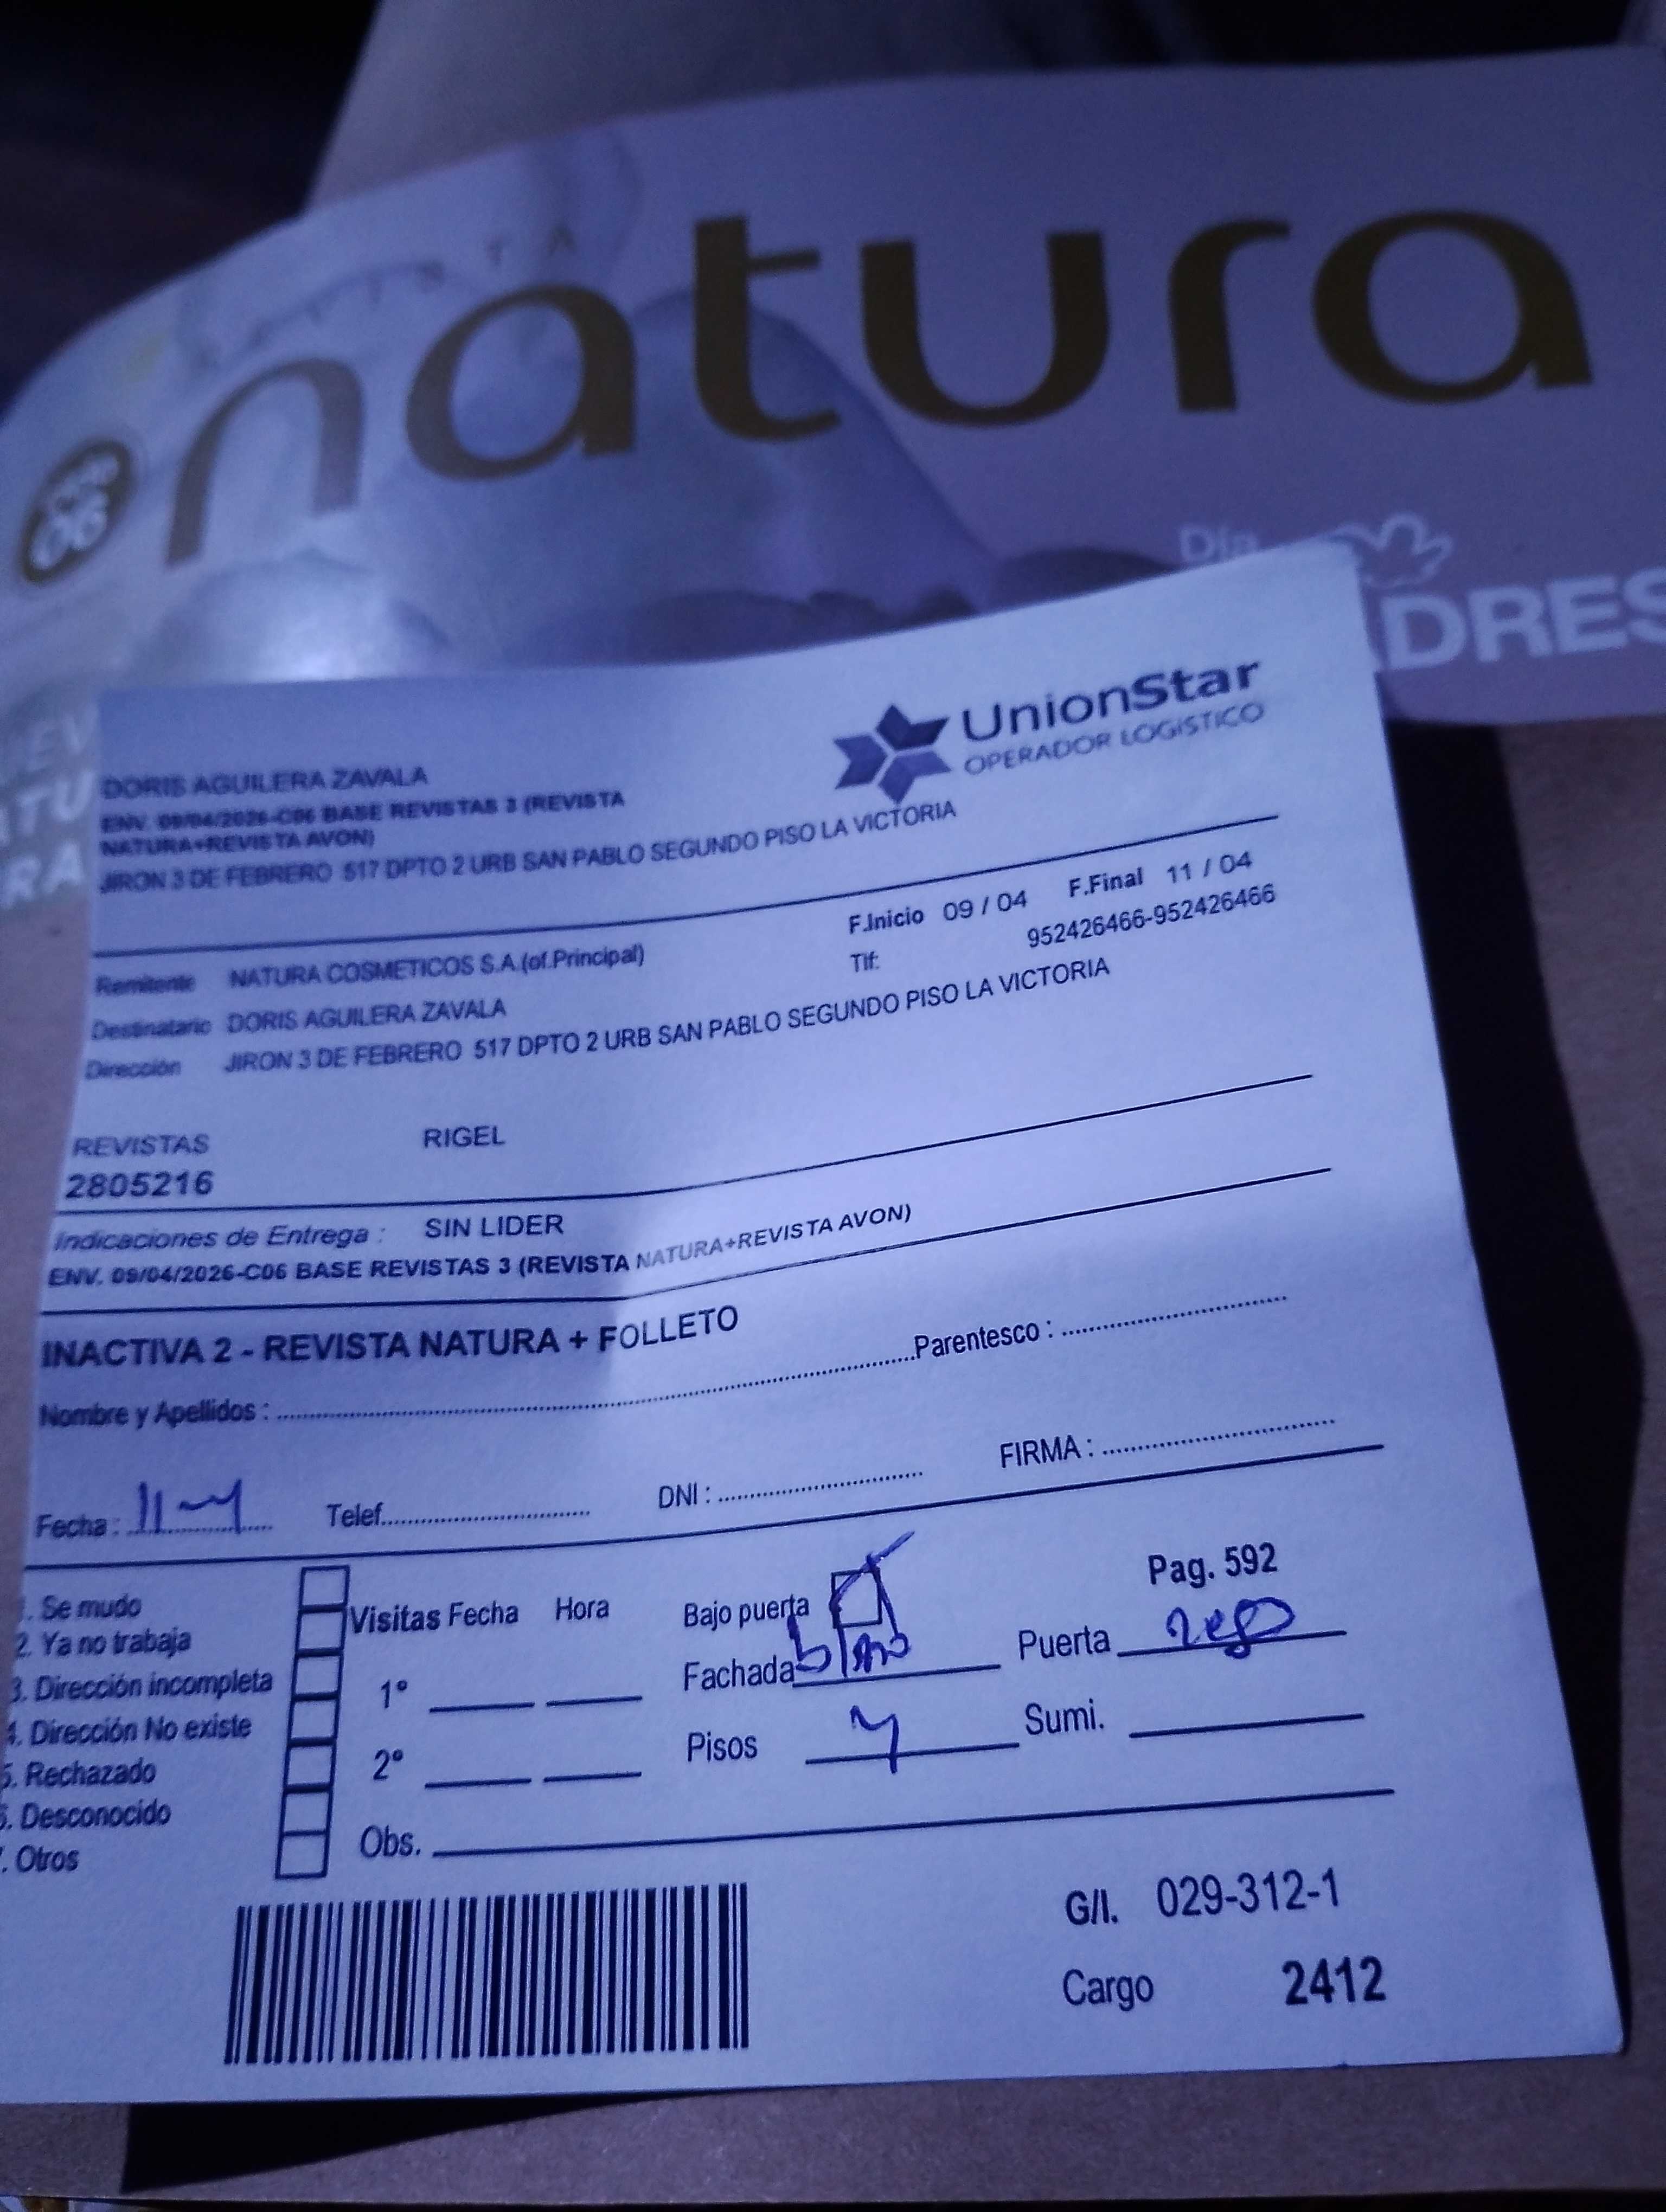 REVISTA
natura
06
Día
ADRES
UnionStar
OPERADOR LOGISTICO
DORIS AGUILERA ZAVALA
ENV. 09/04/2026-C06 BASE REVISTAS 3 (REVISTA
NATURA+REVISTA AVON)
JIRON 3 DE FEBRERO 517 DPTO 2 URB SAN PABLO SEGUNDO PISO LA VICTORIA
F.Inicio 09 / 04 F.Final 11 / 04
Remitente NATURA COSMETICOS S.A.(of.Principal) Tlf: 952426466-952426466
Destinatario DORIS AGUILERA ZAVALA
Dirección JIRON 3 DE FEBRERO 517 DPTO 2 URB SAN PABLO SEGUNDO PISO LA VICTORIA
REVISTAS RIGEL
2805216
Indicaciones de Entrega : SIN LIDER
ENV. 09/04/2026-C06 BASE REVISTAS 3 (REVISTA NATURA+REVISTA AVON)
INACTIVA 2 - REVISTA NATURA + FOLLETO
Nombre y Apellidos : Parentesco :
Fecha : 11-4 Telef. DNI : FIRMA :
Pag. 592
. Se mudo
2. Ya no trabaja
3. Dirección incompleta
4. Dirección No existe
5. Rechazado
6. Desconocido
. Otros
Visitas Fecha Hora
1°
2°
Obs.
Bajo puerta
Fachada Puerta
Pisos 4 Sumi.
G/I. 029-312-1
Cargo 2412